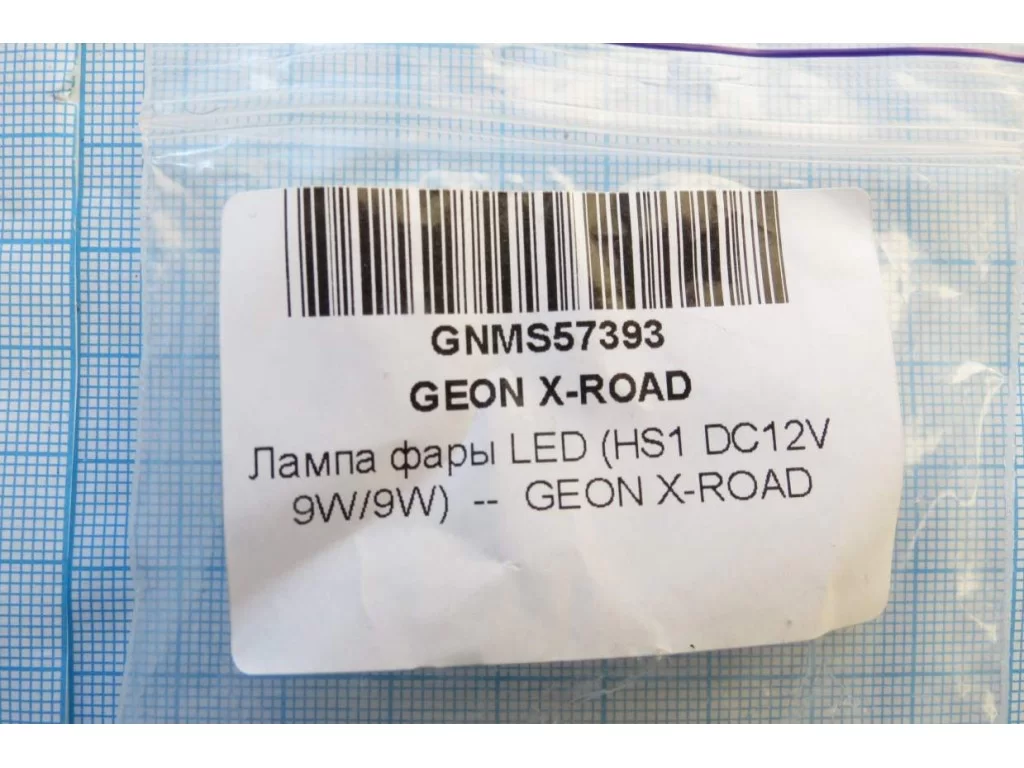 GNMS57393
GEON X-ROAD
Лампа фары LED (HS1 DC12V
9W/9W) -- GEON X-ROAD